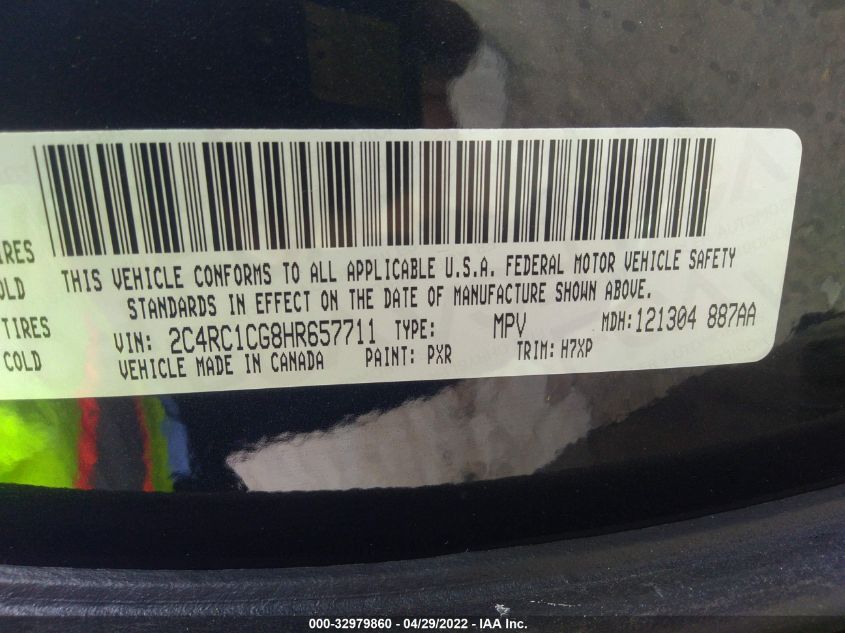 IRES
OLD
TIRES
COLD
THIS VEHICLE CONFORMS TO ALL APPLICABLE U.S.A. FEDERAL MOTOR VEHICLE SAFETY
STANDARDS IN EFFECT ON THE DATE OF MANUFACTURE SHOWN ABOVE.
VIN: 2C4RC1CG8HR657711 TYPE: MPV MDH:121304 887AA
VEHICLE MADE IN CANADA PAINT: PXR TRIM: H7XP
000-32979860 - 04/29/2022 - IAA Inc.